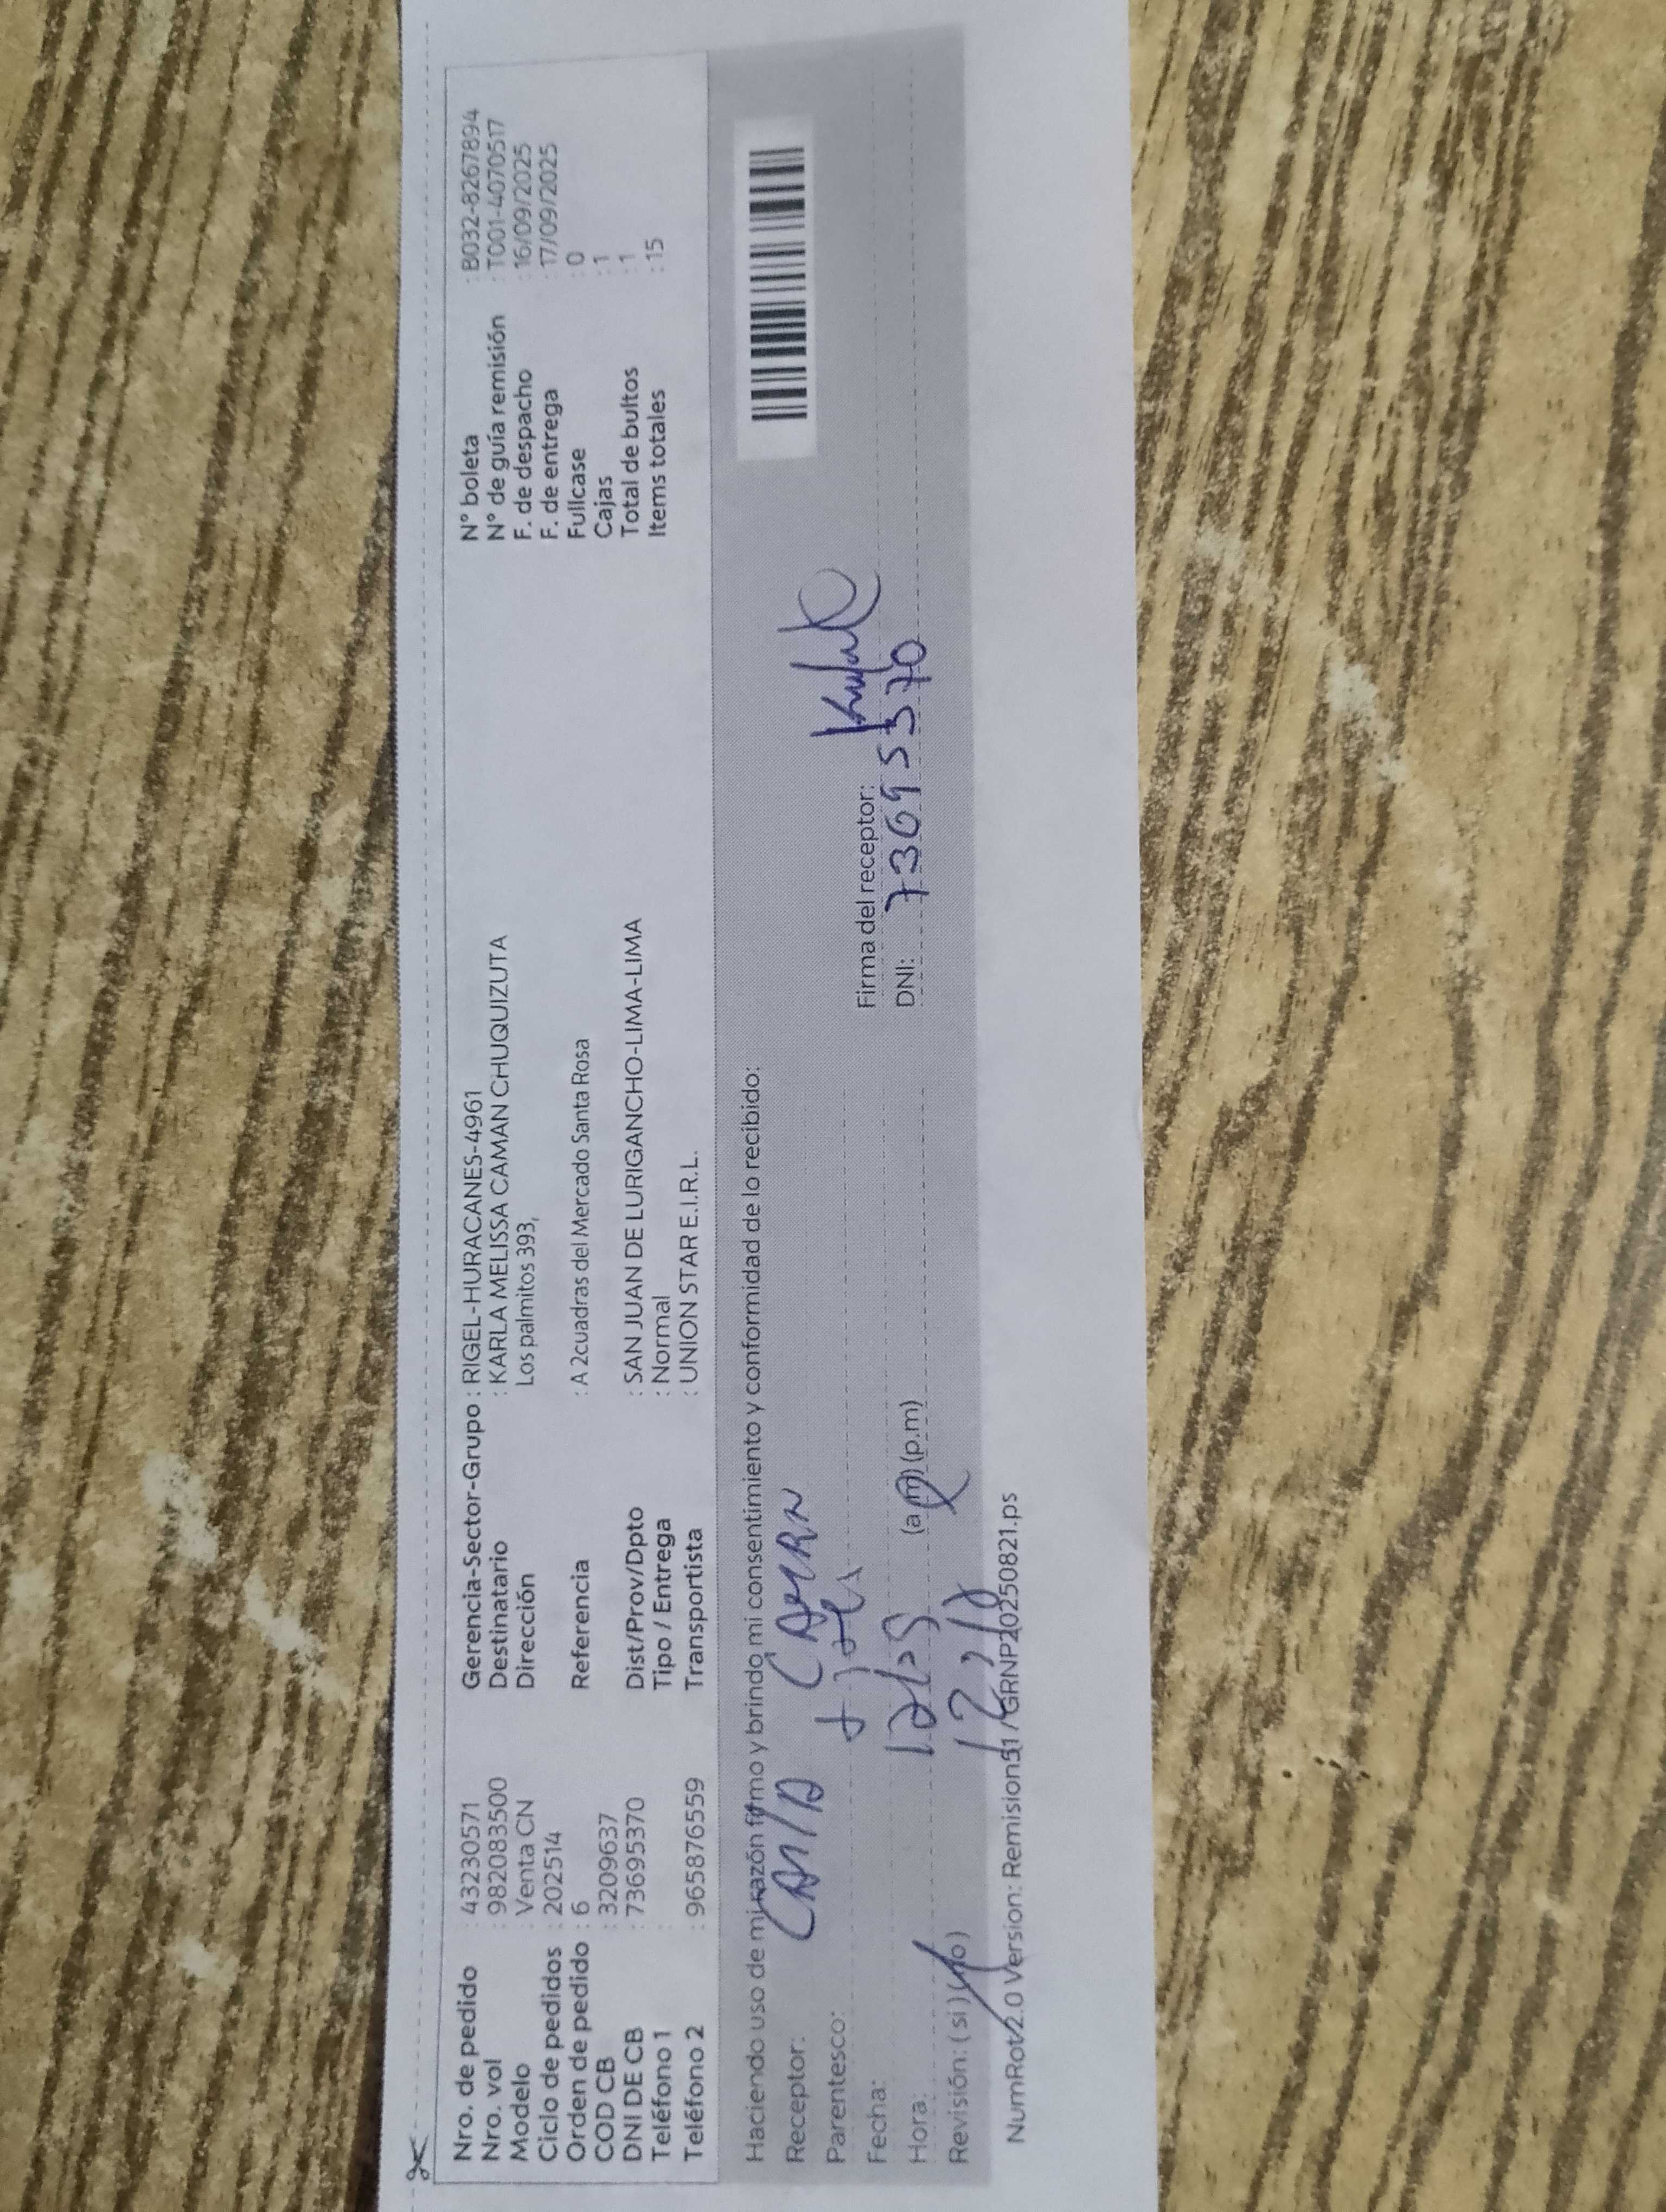 Nro. de pedido : 43230571
Nro. vol : 9820835​00
Modelo : Venta CN
Ciclo de pedidos : 202514
Orden de pedido : 6
COD CB : 3209637
DNI DE CB : 73695370
Teléfono 1 :
Teléfono 2 : 965876559
Gerencia-Sector-Grupo : RIGEL-HURACANES-4961
Destinatario : KARLA MELISSA CAMAN CHUQUIZUTA
Dirección Los palmitos 393,
Referencia : A 2cuadras del Mercado Santa Rosa
Dist/Prov/Dpto : SAN JUAN DE LURIGANCHO-LIMA-LIMA
Tipo / Entrega : Normal
Transportista : UNION STAR E.I.R.L.
N° boleta : B032-8267894
N° de guía remisión : T001-4070517
F. de despacho : 16/09/2025
F. de entrega : 17/09/2025
Fullcase : 0
Cajas : 1
Total de bultos : 1
Items totales : 15
Haciendo uso de mi razón firmo y brindo mi consentimiento y conformidad de lo recibido:
Receptor:
Parentesco:
Fecha:
Hora: (a.m) (p.m)
Revisión: ( si ) (no )
Firma del receptor:
DNI: 73695370
NumRot2.0 Version: Remision51 / GRNP20250821.ps